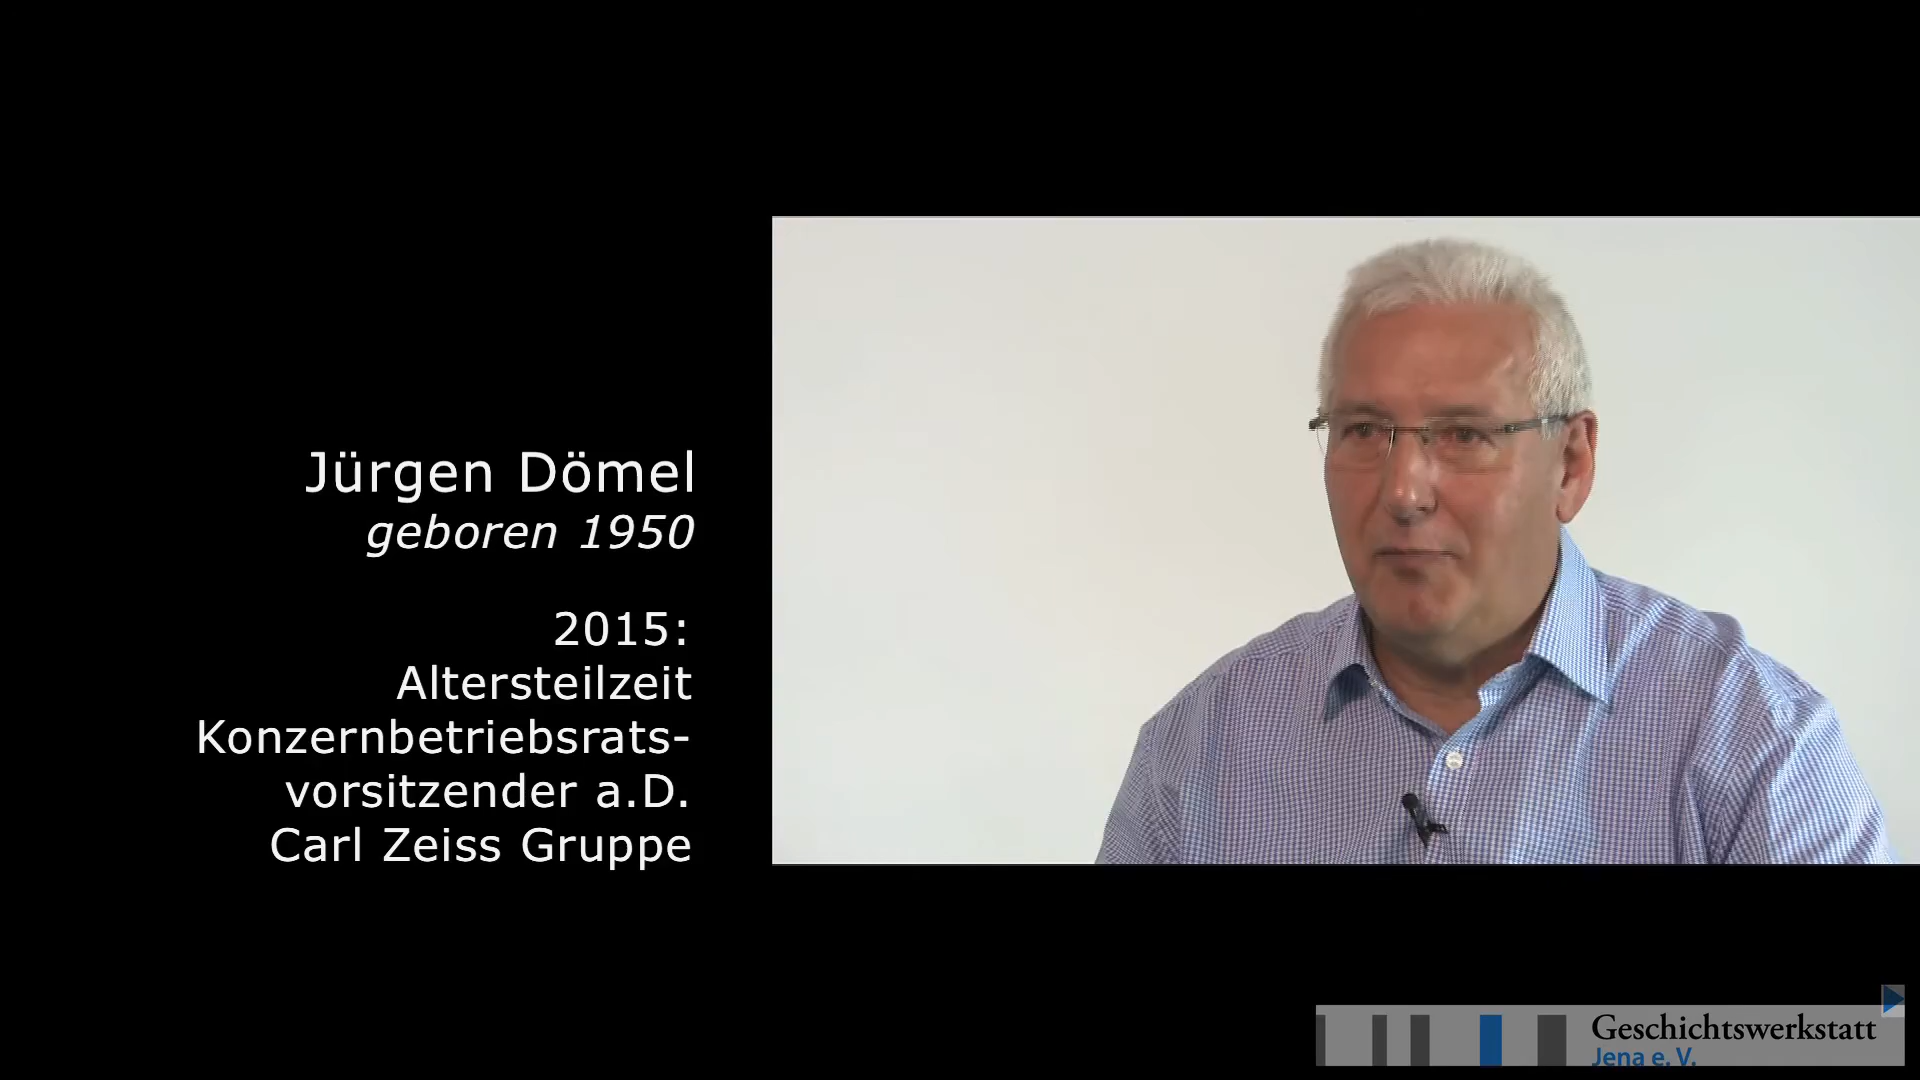 Jürgen Dömel
geboren 1950
2015:
Altersteilzeit
Konzernbetriebsrats-
vorsitzender a.D.
Carl Zeiss Gruppe
Geschichtswerkstatt
Jena e. V.